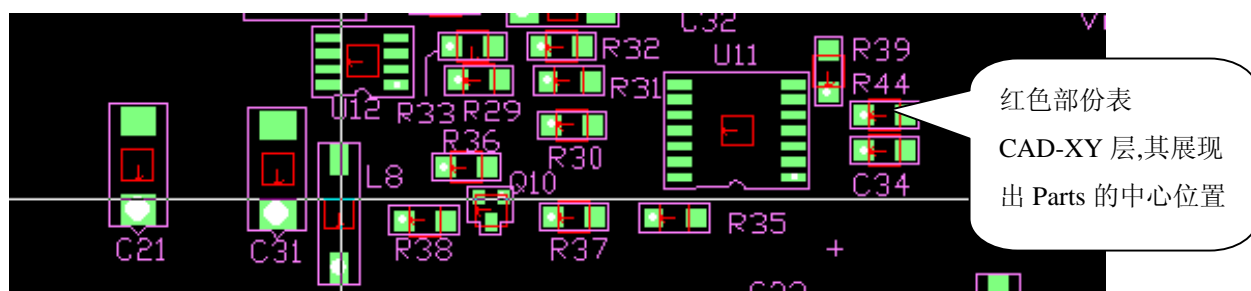 C32
R32
U11
R39
R31
R44
U12
R33
R29
R36
R30
C34
L8
Q10
C21
C31
R38
R37
R35
+
红色部份表
CAD-XY 层,其展现
出 Parts 的中心位置